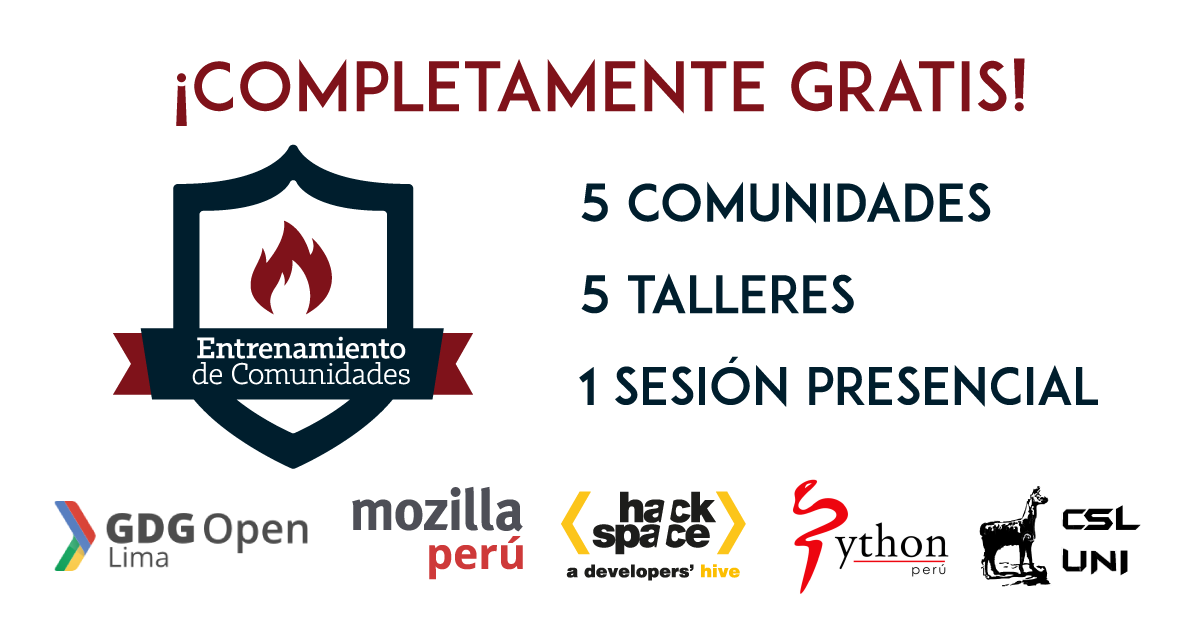 ¡COMPLETAMENTE GRATIS!
Entrenamiento
de Comunidades
5 COMUNIDADES
5 TALLERES
1 SESIÓN PRESENCIAL
GDG Open
Lima
mozilla
perú
hack
space
a developers' hive
Python
perú
CSL
UNI